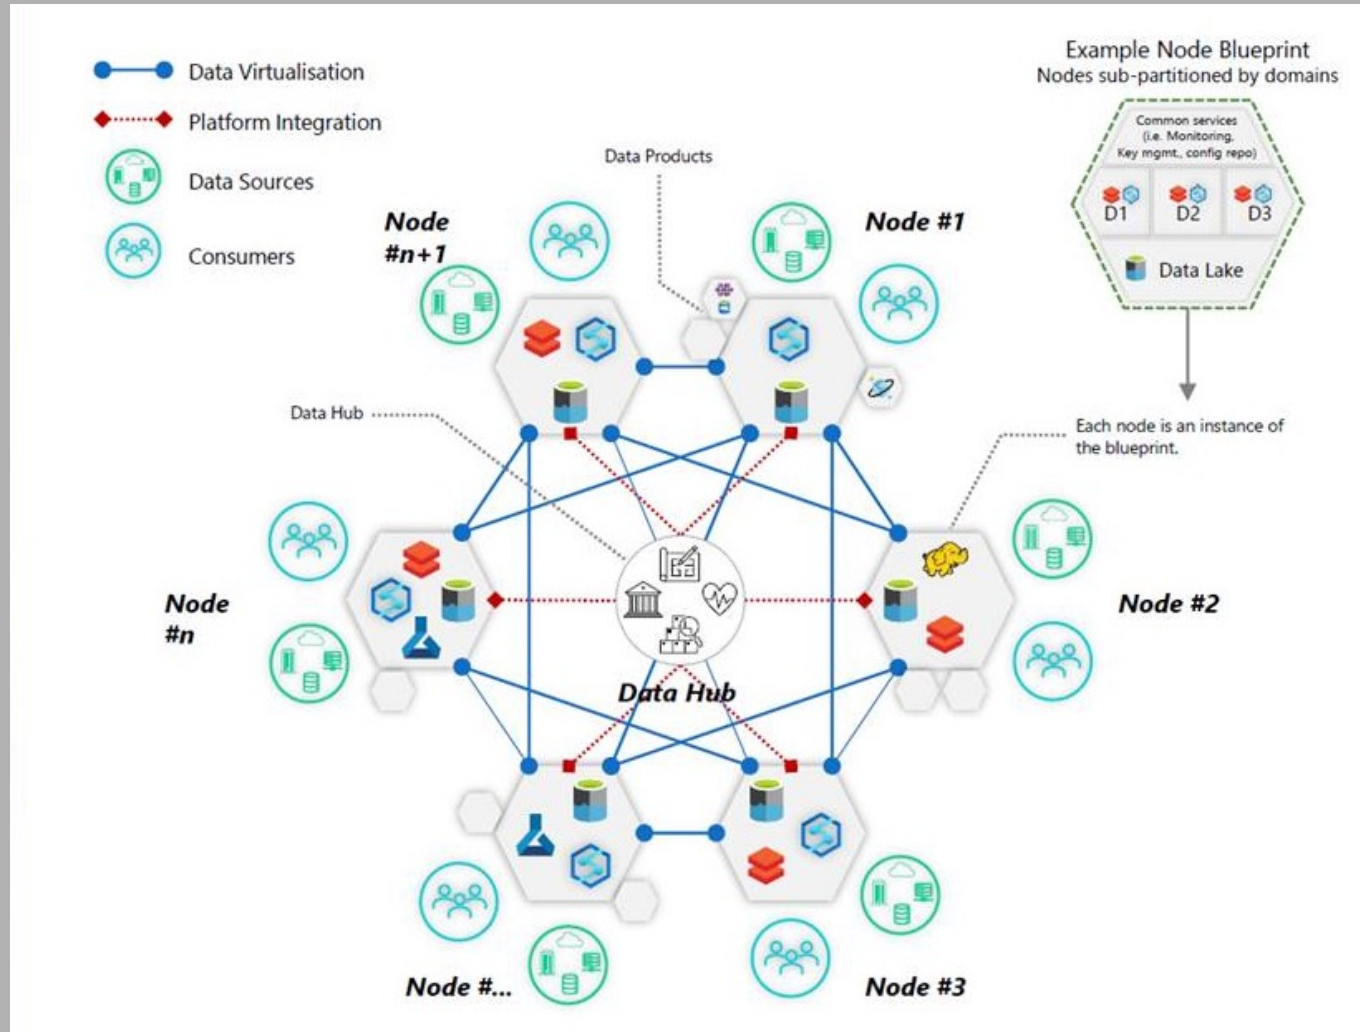 Data Virtualisation
Platform Integration
Data Sources
Consumers
Example Node Blueprint
Nodes sub-partitioned by domains
Common services
(i.e. Monitoring,
Key mgmt., config repo)
D1
D2
D3
Data Lake
Each node is an instance of
the blueprint.
Data Products
Node
#n+1
Node #1
Data Hub
Node
#n
Node #2
Data Hub
Node #...
Node #3